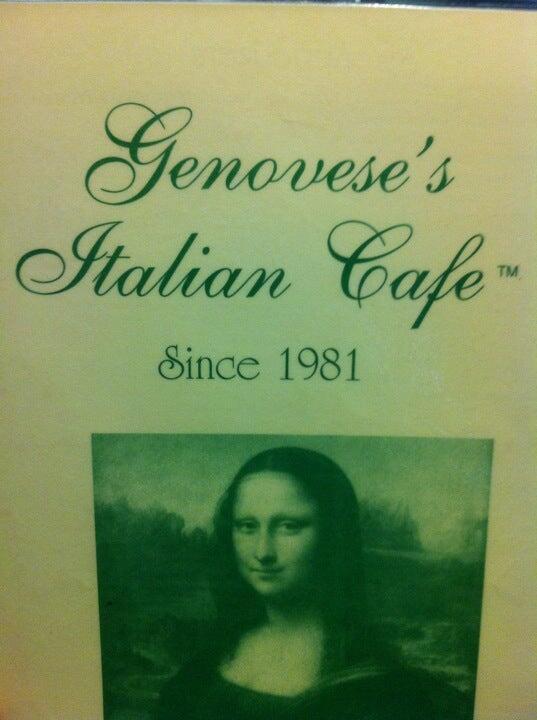 Genovese's
Italian Cafe™
Since 1981